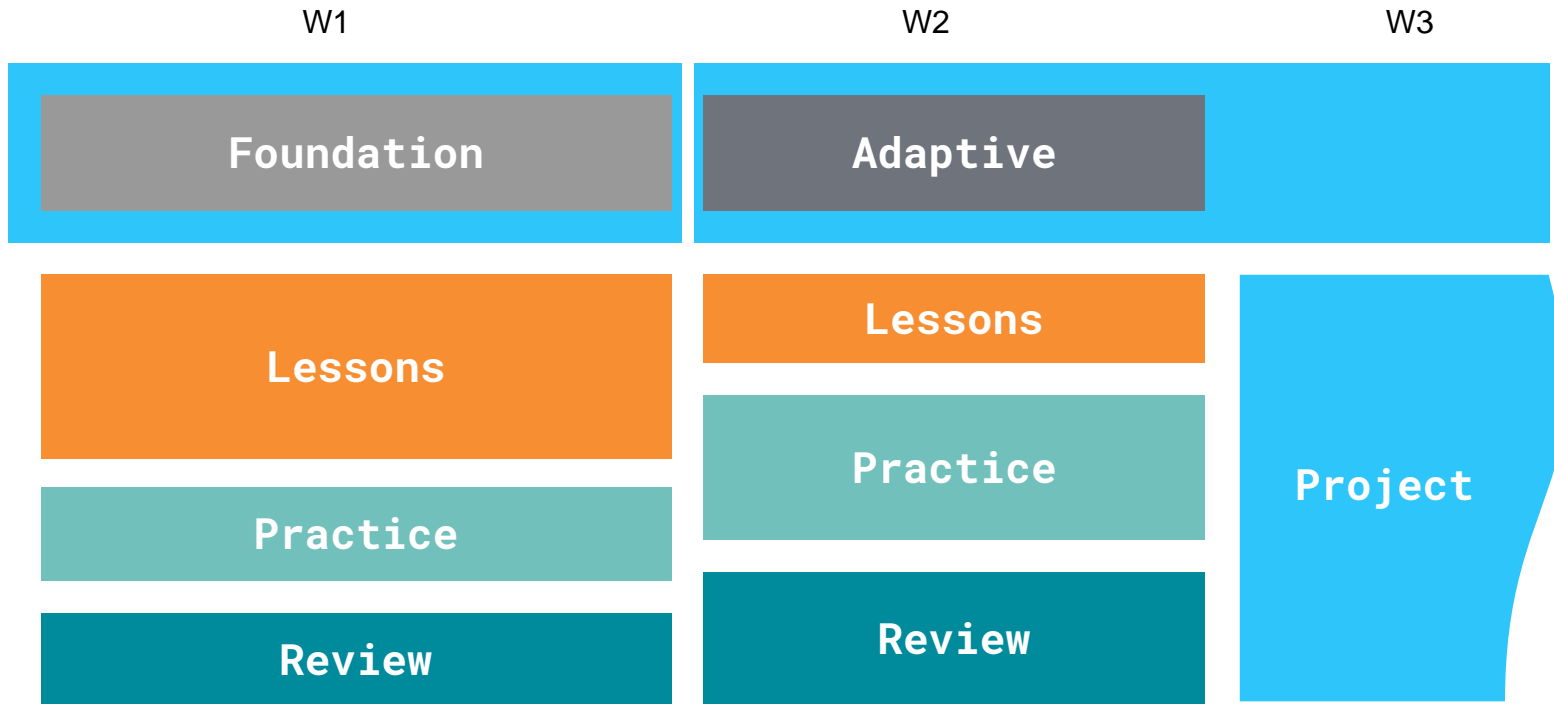 W1
W2
W3
Foundation
Adaptive
Lessons
Practice
Review
Lessons
Practice
Review
Project